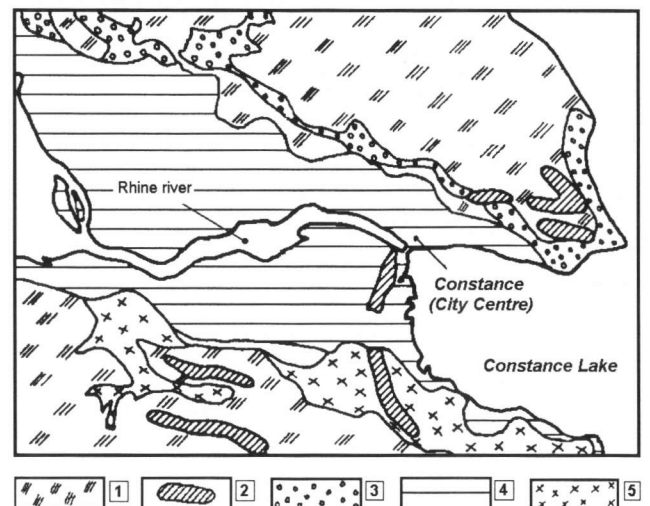 Rhine river
Constance
(City Centre)
Constance Lake
1 2 3 4 5